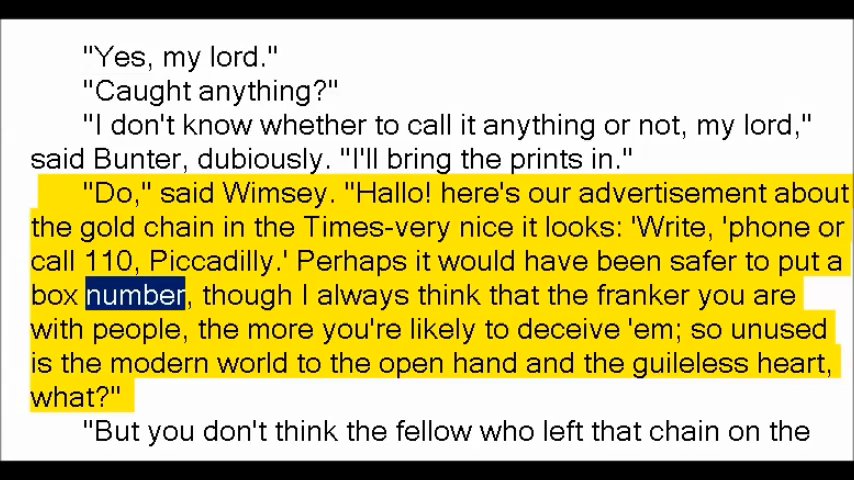 "Yes, my lord."
"Caught anything?"
"I don't know whether to call it anything or not, my lord,"
said Bunter, dubiously. "I'll bring the prints in."
"Do," said Wimsey. "Hallo! here's our advertisement about
the gold chain in the Times-very nice it looks: 'Write, 'phone or
call 110, Piccadilly.' Perhaps it would have been safer to put a
box number, though I always think that the franker you are
with people, the more you're likely to deceive 'em; so unused
is the modern world to the open hand and the guileless heart,
what?"
"But you don't think the fellow who left that chain on the